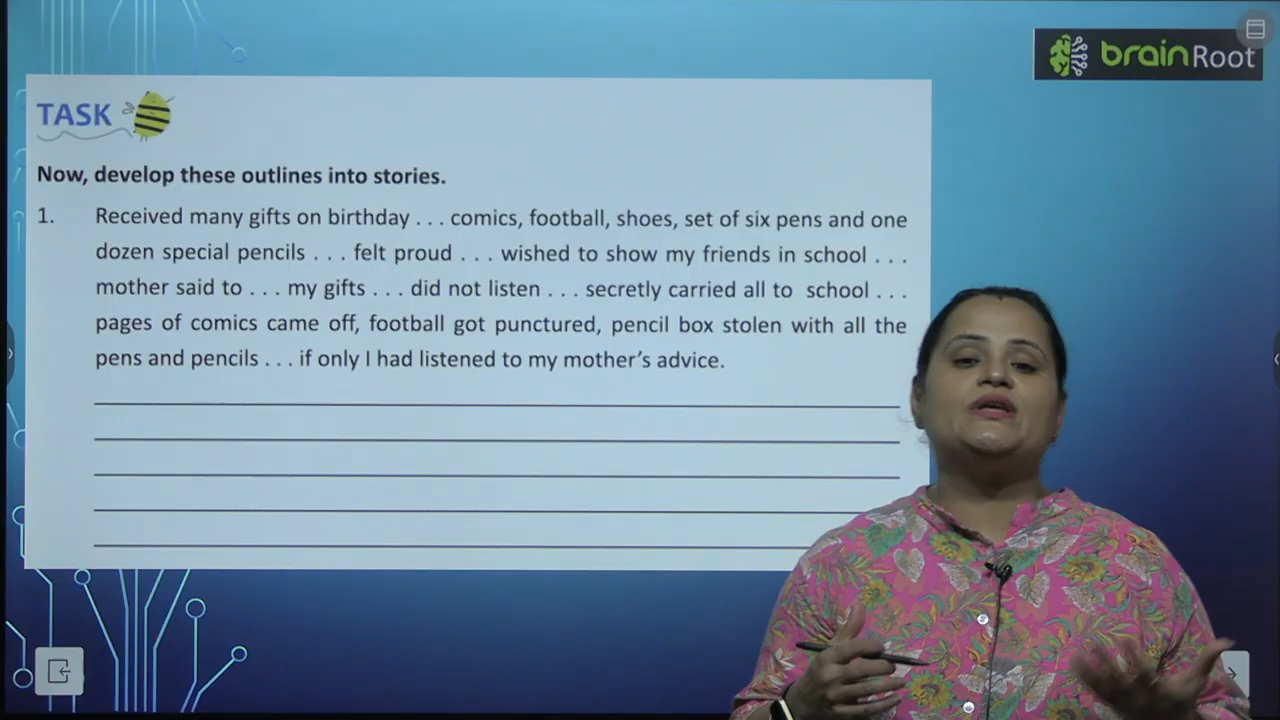 brainRoot
TASK
Now, develop these outlines into stories.
1. Received many gifts on birthday . . . comics, football, shoes, set of six pens and one
dozen special pencils . . . felt proud . . . wished to show my friends in school . . .
mother said to . . . my gifts . . . did not listen . . . secretly carried all to school . . .
pages of comics came off, football got punctured, pencil box stolen with all the
pens and pencils . . . if only I had listened to my mother's advice.